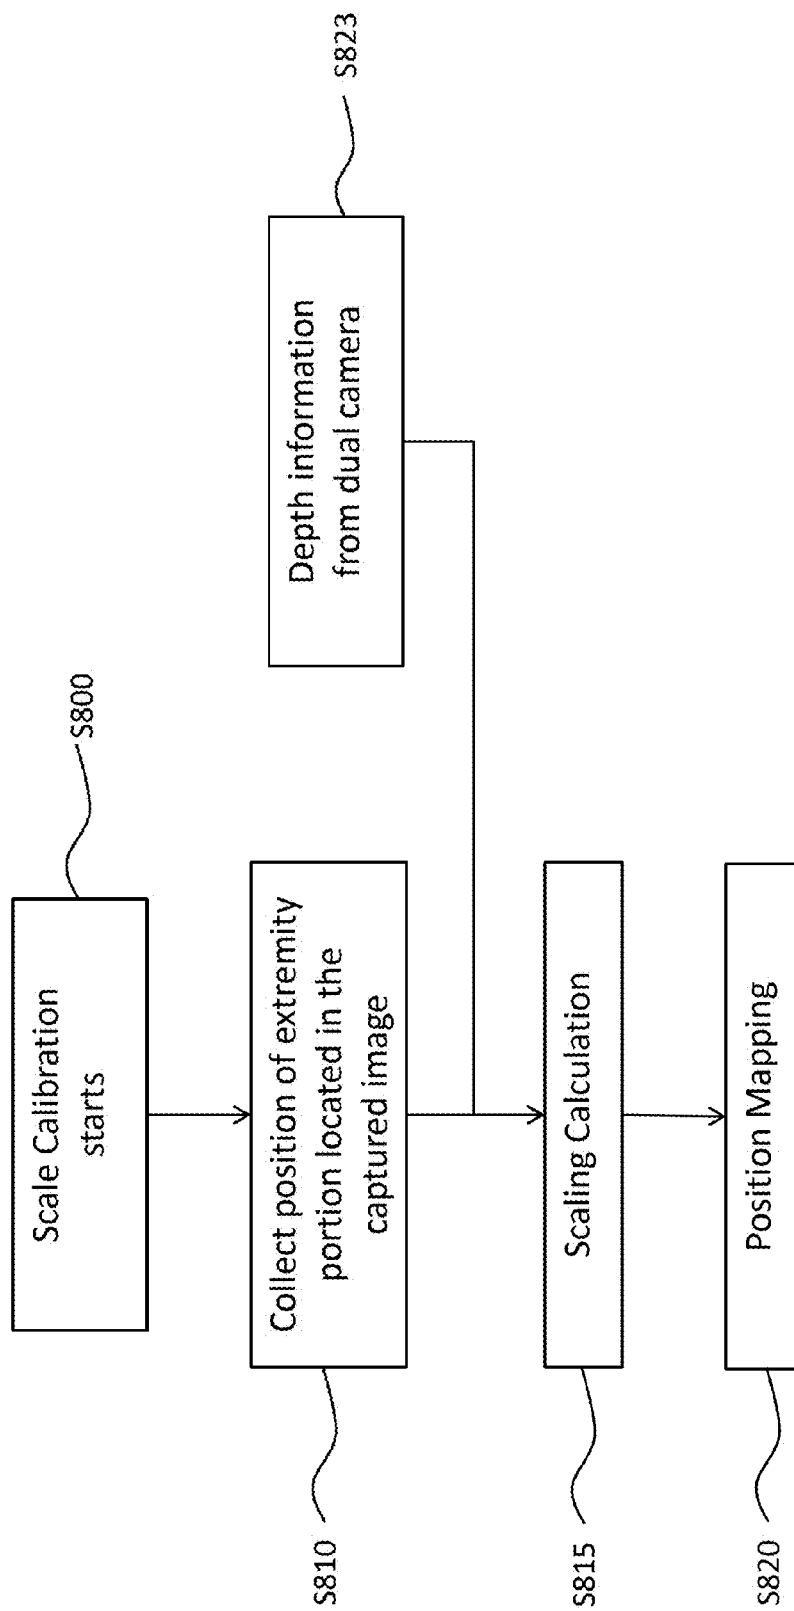 S800
Scale Calibration
starts
S823
Depth information
from dual camera
S810
Collect position of extremity
portion located in the
captured image
S815
Scaling Calculation
S820
Position Mapping